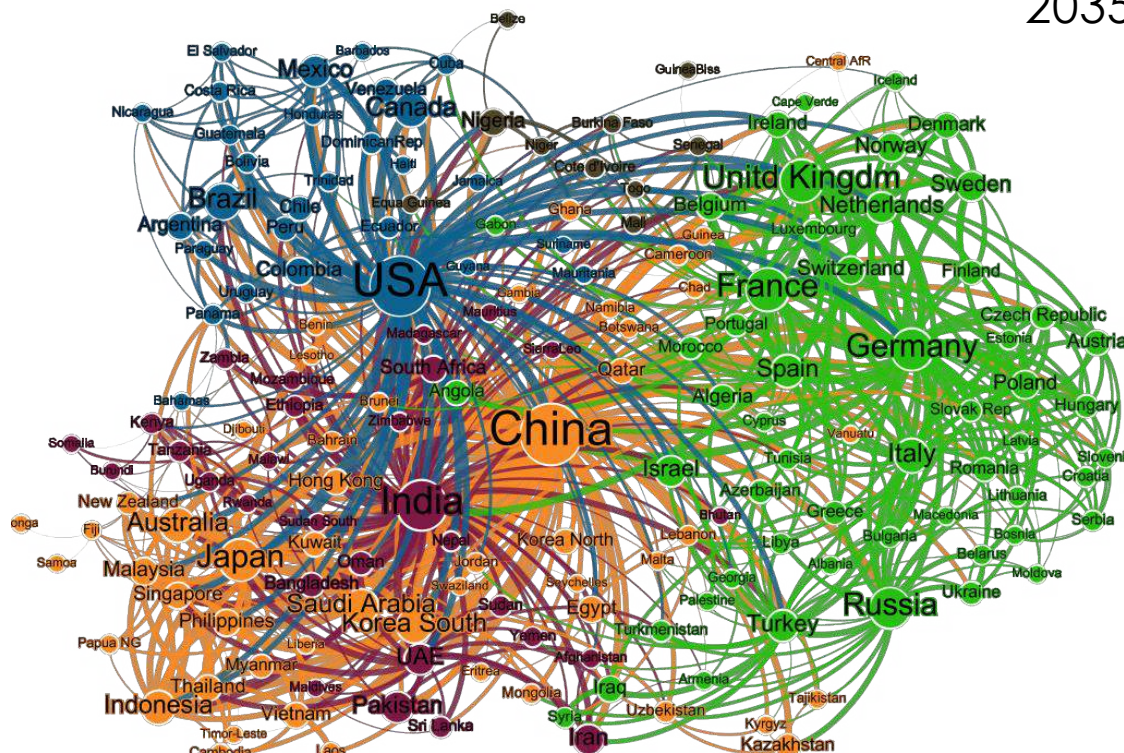 2035
Belize
El Salvador
Barbados
Mexico
Cuba
Central AfR
GuineaBiss
Iceland
Costa Rica
Venezuela
Canada
Cape Verde
Nicaragua
Honduras
Nigeria
Burkina Faso
Ireland
Denmark
Guatemala
DominicanRep
Niger
Senegal
Norway
Bolivia
Haiti
Cote d'Ivoire
Unitd Kingdm
Trinidad
Jamaica
Togo
Sweden
Brazil
Chile
Equa Guinea
Ghana
Belgium
Netherlands
Argentina
Peru
Ecuador
Gabon
Mali
Guinea
Luxembourg
Paraguay
Suriname
Cameroon
Colombia
USA
Guyana
Mauritania
Switzerland
Finland
Uruguay
Gambia
Chad
France
Panama
Mauritius
Namibia
Czech Republic
Benin
Madagascar
Botswana
Portugal
Estonia
Austria
Zambia
Lesotho
SierraLeo
Morocco
Germany
South Africa
Qatar
Spain
Mozambique
Angola
Algeria
Poland
Bahamas
Ethiopia
Brunei
Slovak Rep
Hungary
Kenya
Djibouti
Zimbabwe
China
Cyprus
Vanuatu
Somalia
Tanzania
Bahrain
Latvia
Burundi
Malawi
Israel
Tunisia
Italy
Romania
Sloveni
Uganda
Hong Kong
Azerbaijan
Croatia
New Zealand
Rwanda
India
Lithuania
onga
Fiji
Australia
Sudan South
Bhutan
Greece
Macedonia
Serbia
Kuwait
Nepal
Korea North
Lebanon
Libya
Bulgaria
Bosnia
Samoa
Malaysia
Japan
Oman
Jordan
Malta
Albania
Belarus
Moldova
Singapore
Bangladesh
Swaziland
Seychelles
Georgia
Ukraine
Saudi Arabia
Sudan
Egypt
Palestine
Russia
Philippines
Korea South
Turkmenistan
Turkey
Papua NG
Liberia
Yemen
Myanmar
UAE
Afghanistan
Eritrea
Armenia
Thailand
Maldives
Mongolia
Iraq
Tajikistan
Indonesia
Vietnam
Pakistan
Syria
Uzbekistan
Sri Lanka
Kyrgyz
Timor-Leste
Iran
Kazakhstan
Cambodia
Laos